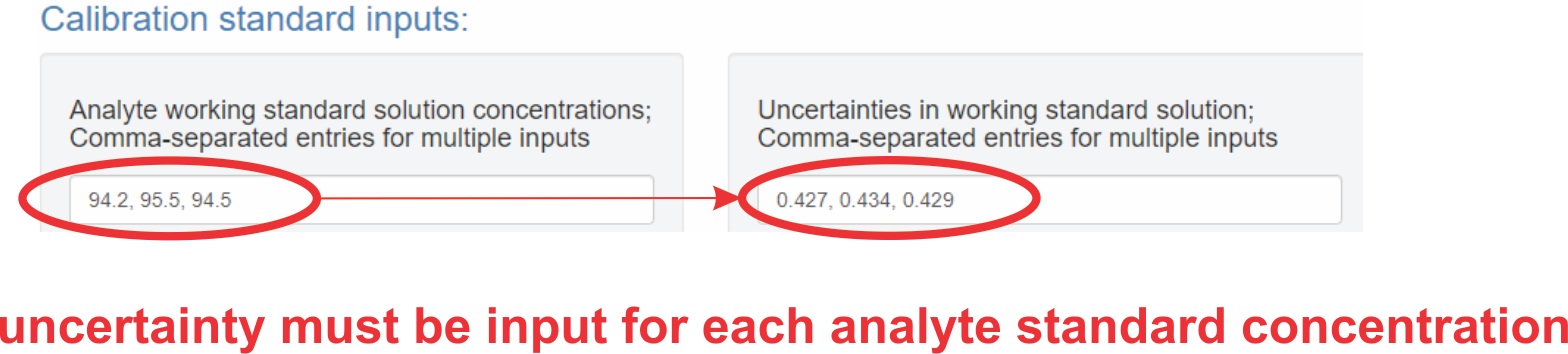 Calibration standard inputs:
Analyte working standard solution concentrations;
Comma-separated entries for multiple inputs
94.2, 95.5, 94.5
Uncertainties in working standard solution;
Comma-separated entries for multiple inputs
0.427, 0.434, 0.429
uncertainty must be input for each analyte standard concentration